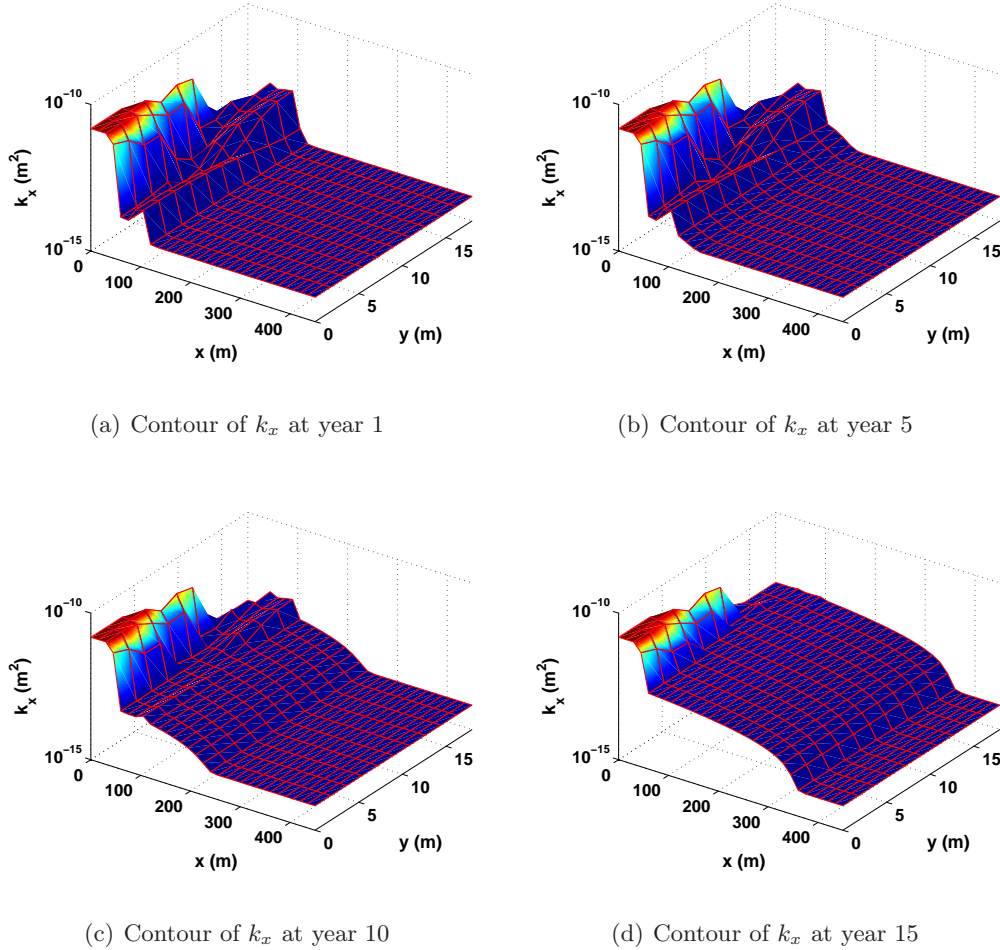 10⁻¹⁰
k_x (m²)
10⁻¹⁵
0
100
200
300
400
x (m)
0
5
10
15
y (m)
(a) Contour of k_x at year 1
10⁻¹⁰
k_x (m²)
10⁻¹⁵
0
100
200
300
400
x (m)
0
5
10
15
y (m)
(b) Contour of k_x at year 5
10⁻¹⁰
k_x (m²)
10⁻¹⁵
0
100
200
300
400
x (m)
0
5
10
15
y (m)
(c) Contour of k_x at year 10
10⁻¹⁰
k_x (m²)
10⁻¹⁵
0
100
200
300
400
x (m)
0
5
10
15
y (m)
(d) Contour of k_x at year 15